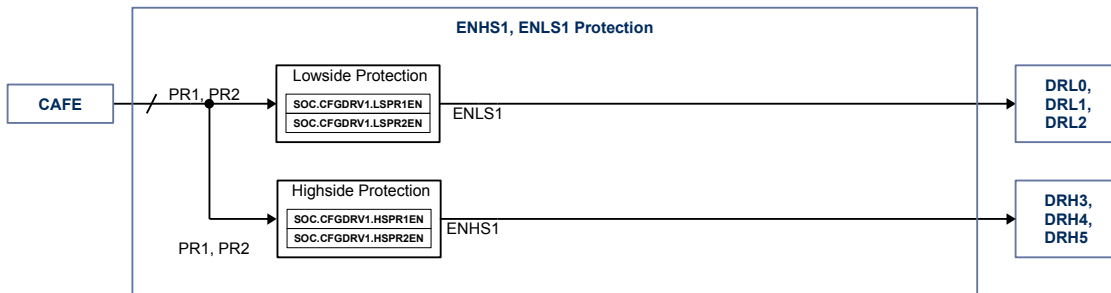 ENHS1, ENLS1 Protection
Lowside Protection
CAFE
PR1, PR2
SOC.CFGDRV1.LSPR1EN
SOC.CFGDRV1.LSPR2EN
ENLS1
DRL0,
DRL1,
DRL2
Highside Protection
SOC.CFGDRV1.HSPR1EN
SOC.CFGDRV1.HSPR2EN
PR1, PR2
ENHS1
DRH3,
DRH4,
DRH5